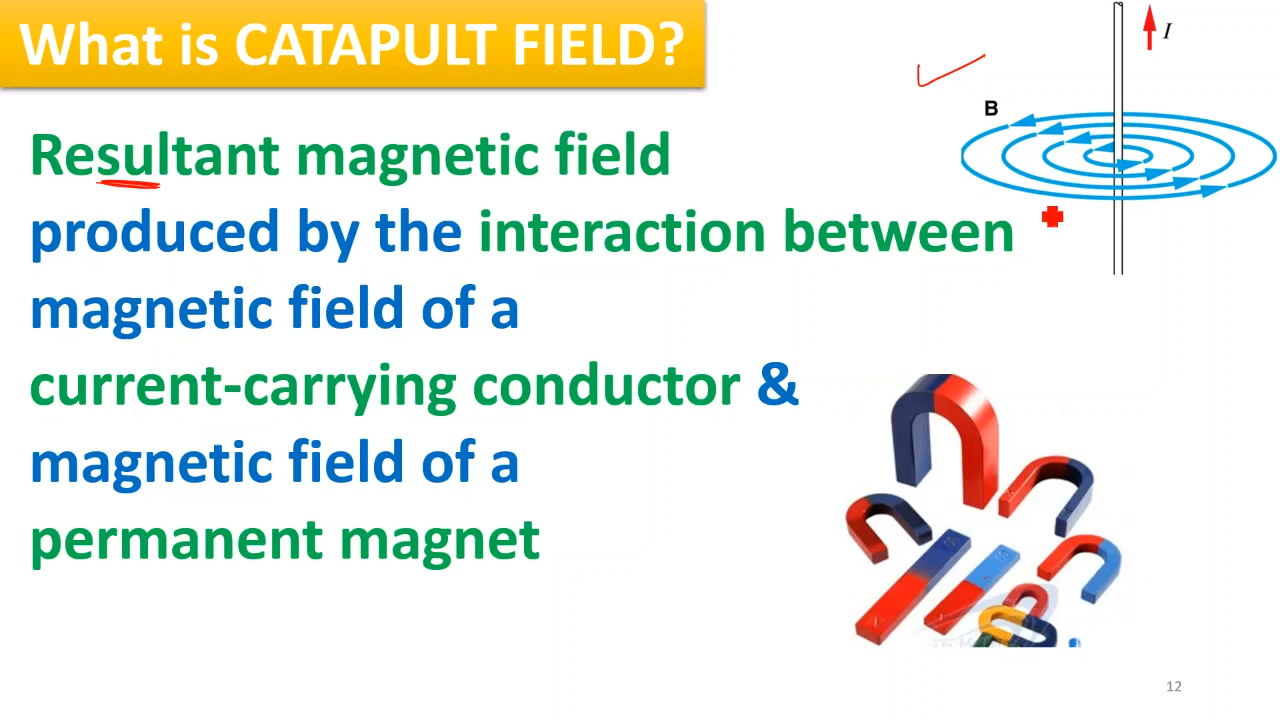 What is CATAPULT FIELD?
I
B
Resultant magnetic field
produced by the interaction between
magnetic field of a
current-carrying conductor &
magnetic field of a
permanent magnet
12